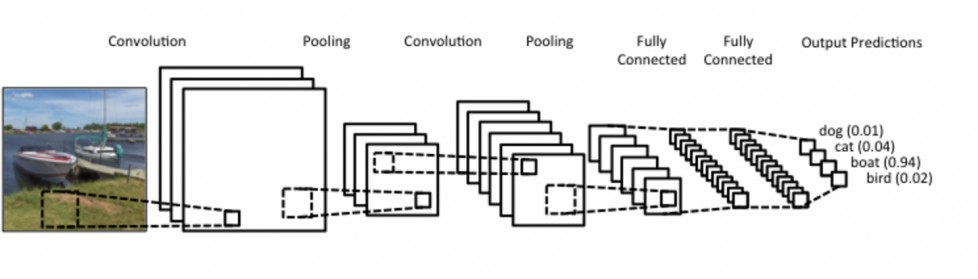 Convolution
Pooling
Convolution
Pooling
Fully
Connected
Fully
Connected
Output Predictions
dog (0.01)
cat (0.04)
boat (0.94)
bird (0.02)